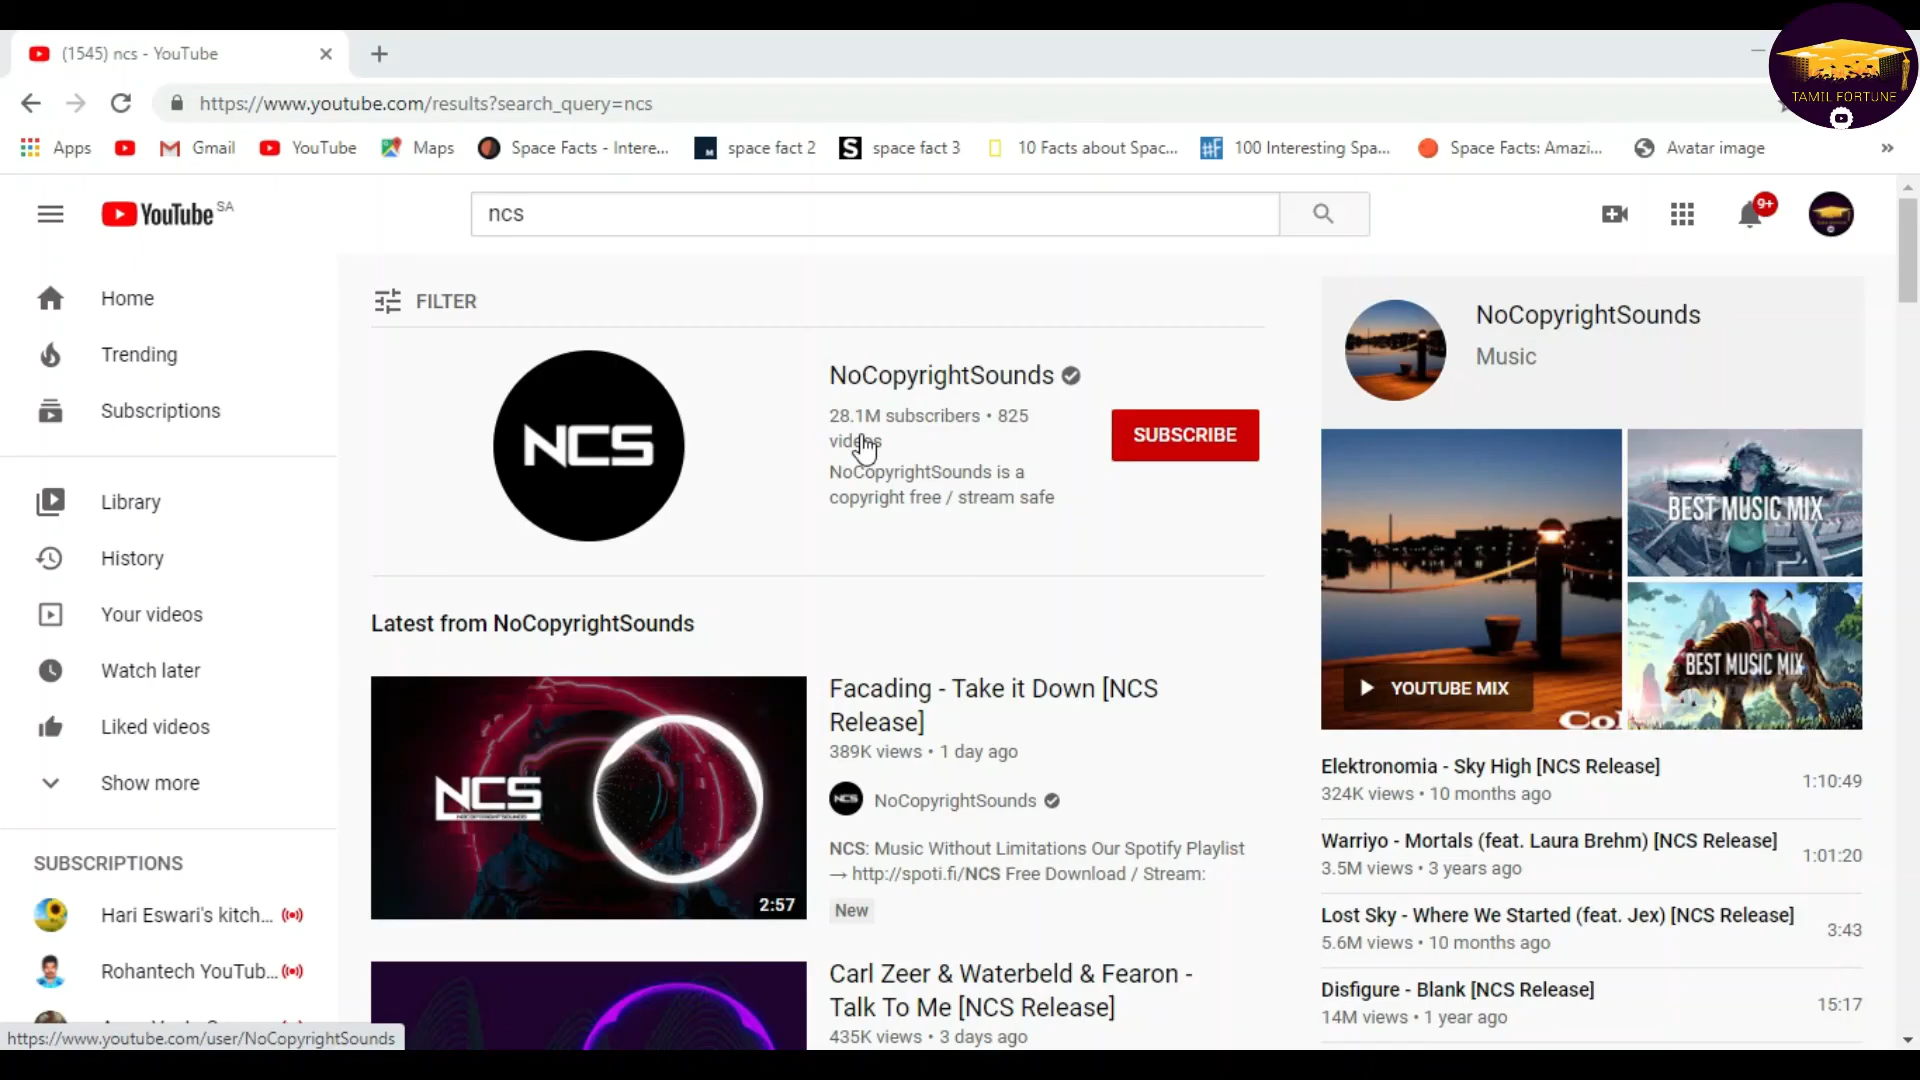 (1545) ncs - YouTube
https://www.youtube.com/results?search_query=ncs
TAMIL FORTUNE
Apps
Gmail
YouTube
Maps
Space Facts - Intere...
space fact 2
space fact 3
10 Facts about Spac...
100 Interesting Spa...
Space Facts: Amazi...
Avatar image
YouTube SA
ncs
9+
Home
Trending
Subscriptions
Library
History
Your videos
Watch later
Liked videos
Show more
SUBSCRIPTIONS
Hari Eswari's kitch...
Rohantech YouTub...
https://www.youtube.com/user/NoCopyrightSounds
FILTER
NCS
NoCopyrightSounds
28.1M subscribers • 825
videos
NoCopyrightSounds is a
copyright free / stream safe
SUBSCRIBE
Latest from NoCopyrightSounds
NCS
2:57
Facading - Take it Down [NCS
Release]
389K views • 1 day ago
NCS
NoCopyrightSounds
NCS: Music Without Limitations Our Spotify Playlist
→ http://spoti.fi/NCS Free Download / Stream:
New
Carl Zeer & Waterbeld & Fearon -
Talk To Me [NCS Release]
435K views • 3 days ago
NoCopyrightSounds
Music
BEST MUSIC MIX
BEST MUSIC MIX
YOUTUBE MIX
Col
Elektronomia - Sky High [NCS Release]
324K views • 10 months ago
1:10:49
Warriyo - Mortals (feat. Laura Brehm) [NCS Release]
3.5M views • 3 years ago
1:01:20
Lost Sky - Where We Started (feat. Jex) [NCS Release]
5.6M views • 10 months ago
3:43
Disfigure - Blank [NCS Release]
14M views • 1 year ago
15:17